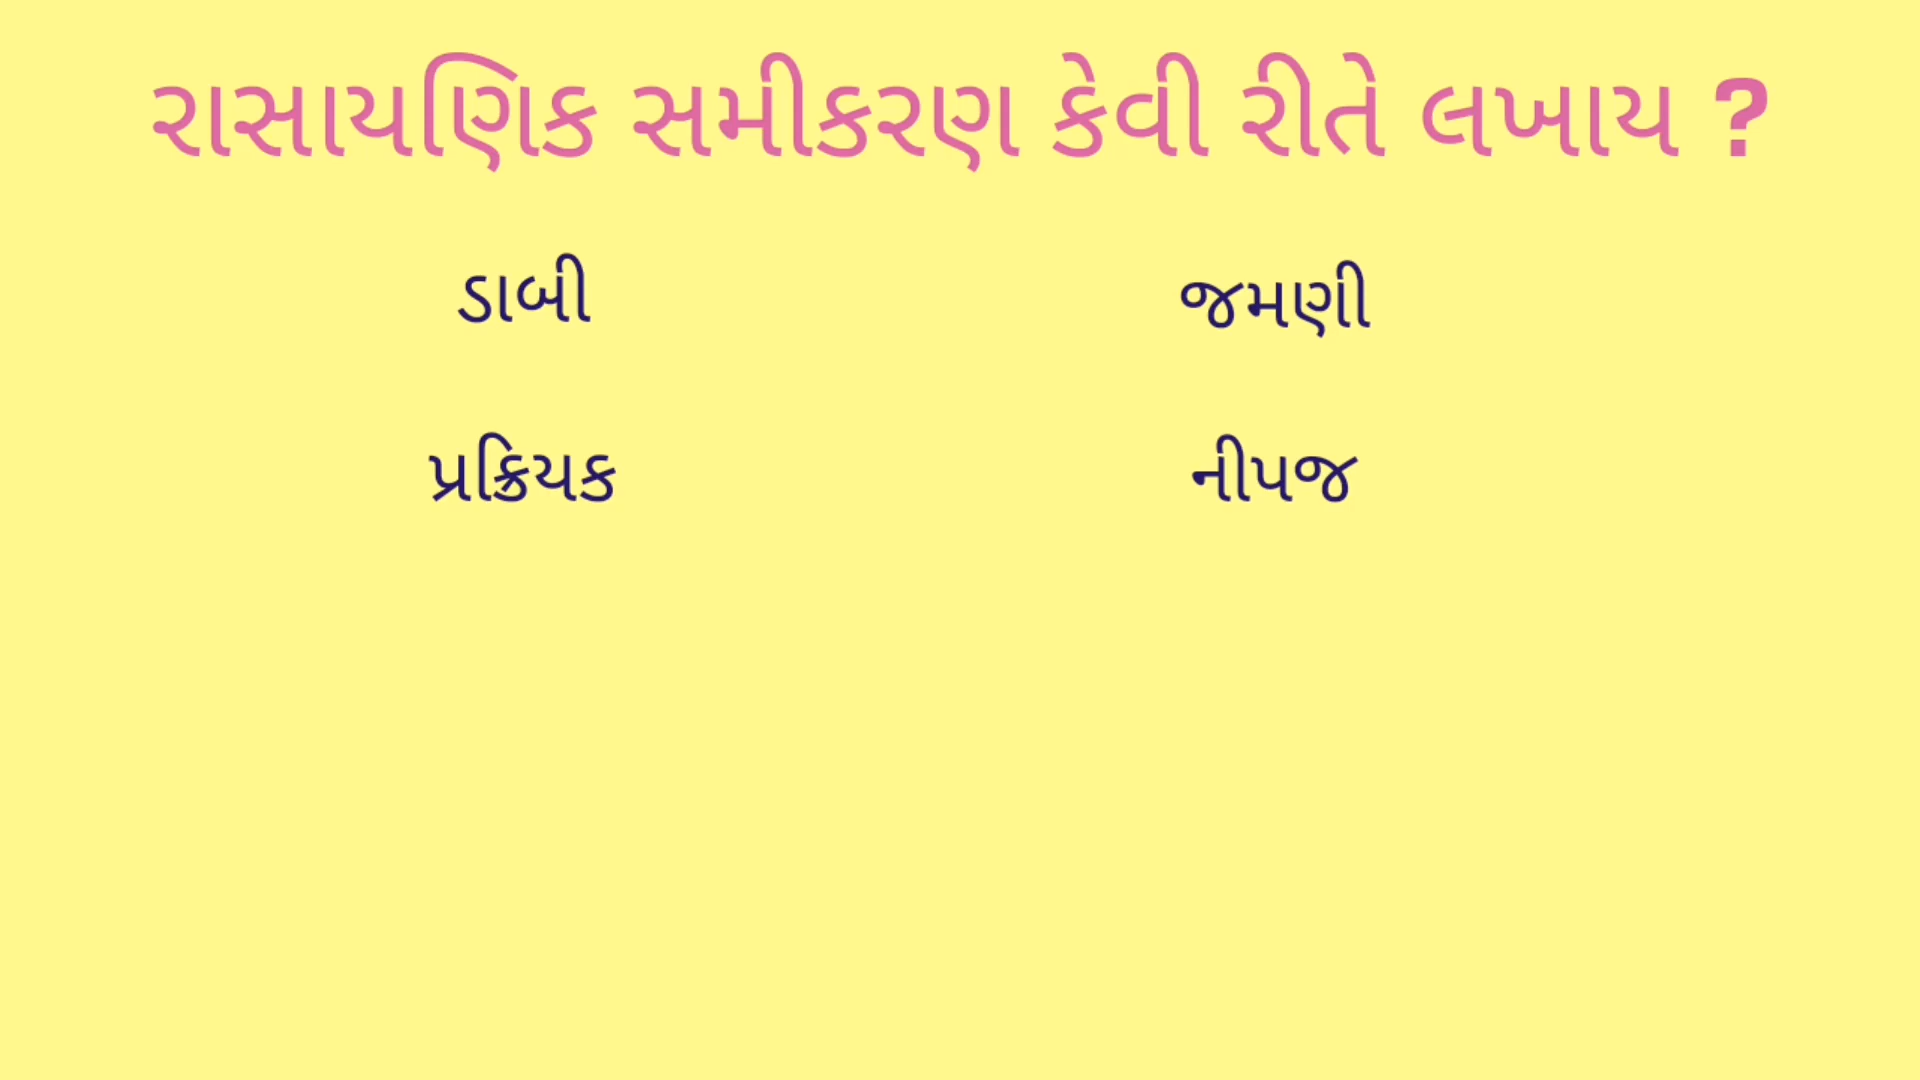 રાસાયણિક સમીકરણ કેવી રીતે લખાય ?
ડાબી જમણી
પ્રક્રિયક નીપજ